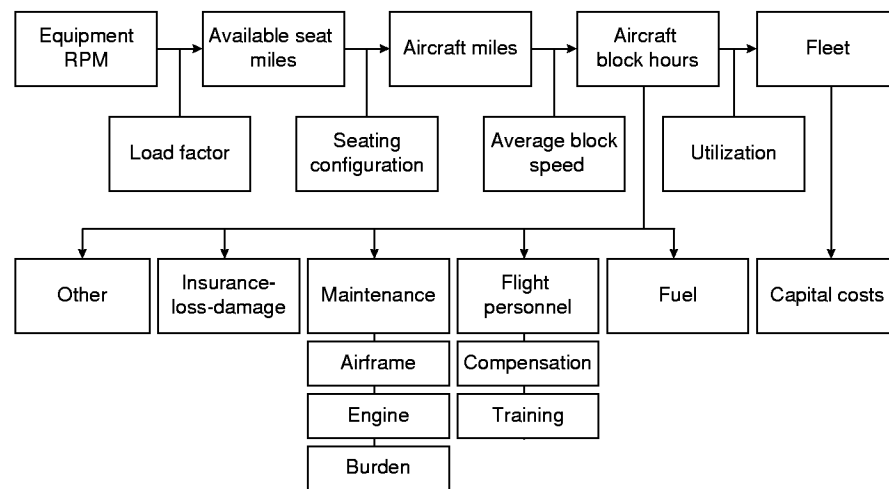 Equipment
RPM
Available seat
miles
Aircraft miles
Aircraft
block hours
Fleet
Load factor
Seating
configuration
Average block
speed
Utilization
Other
Insurance-
loss-damage
Maintenance
Flight
personnel
Fuel
Capital costs
Airframe
Compensation
Engine
Training
Burden